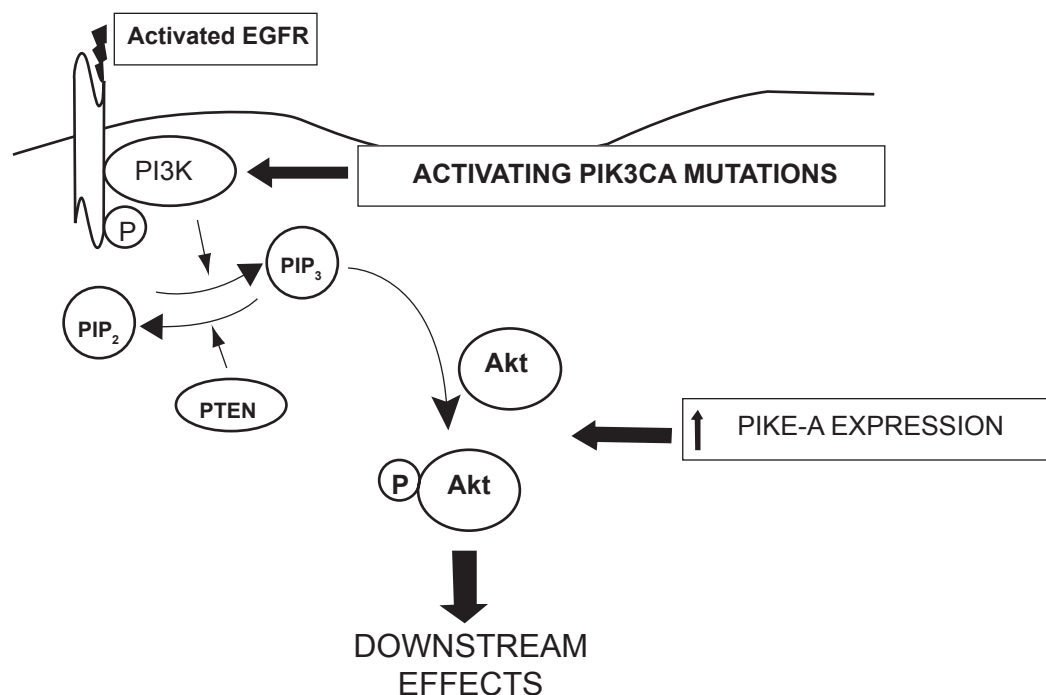 Activated EGFR
PI3K
ACTIVATING PIK3CA MUTATIONS
P
PIP3
PIP2
Akt
PTEN
PIKE-A EXPRESSION
P
Akt
DOWNSTREAM
EFFECTS